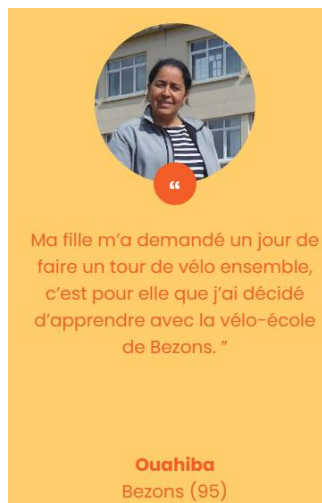 “
Ma fille m’a demandé un jour de
faire un tour de vélo ensemble,
c’est pour elle que j’ai décidé
d’apprendre avec la vélo-école
de Bezons. ”
Ouahiba
Bezons (95)